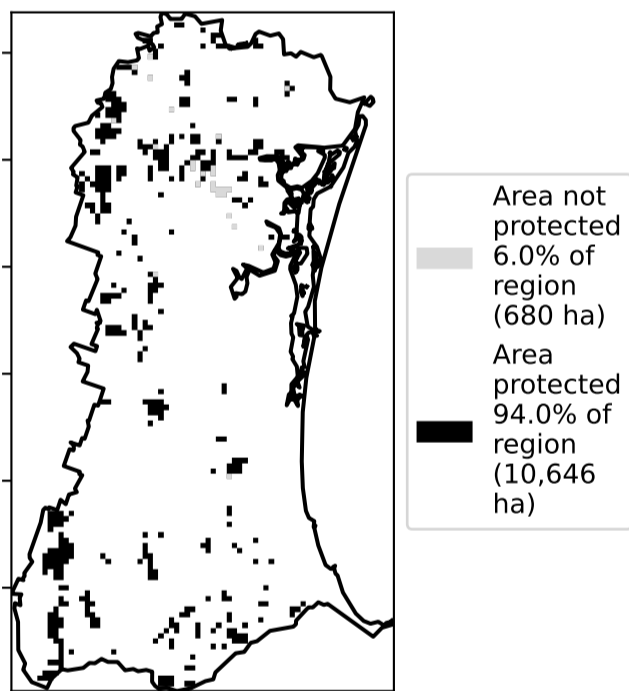 Area not
protected
6.0% of
region
(680 ha)
Area
protected
94.0% of
region
(10,646
ha)